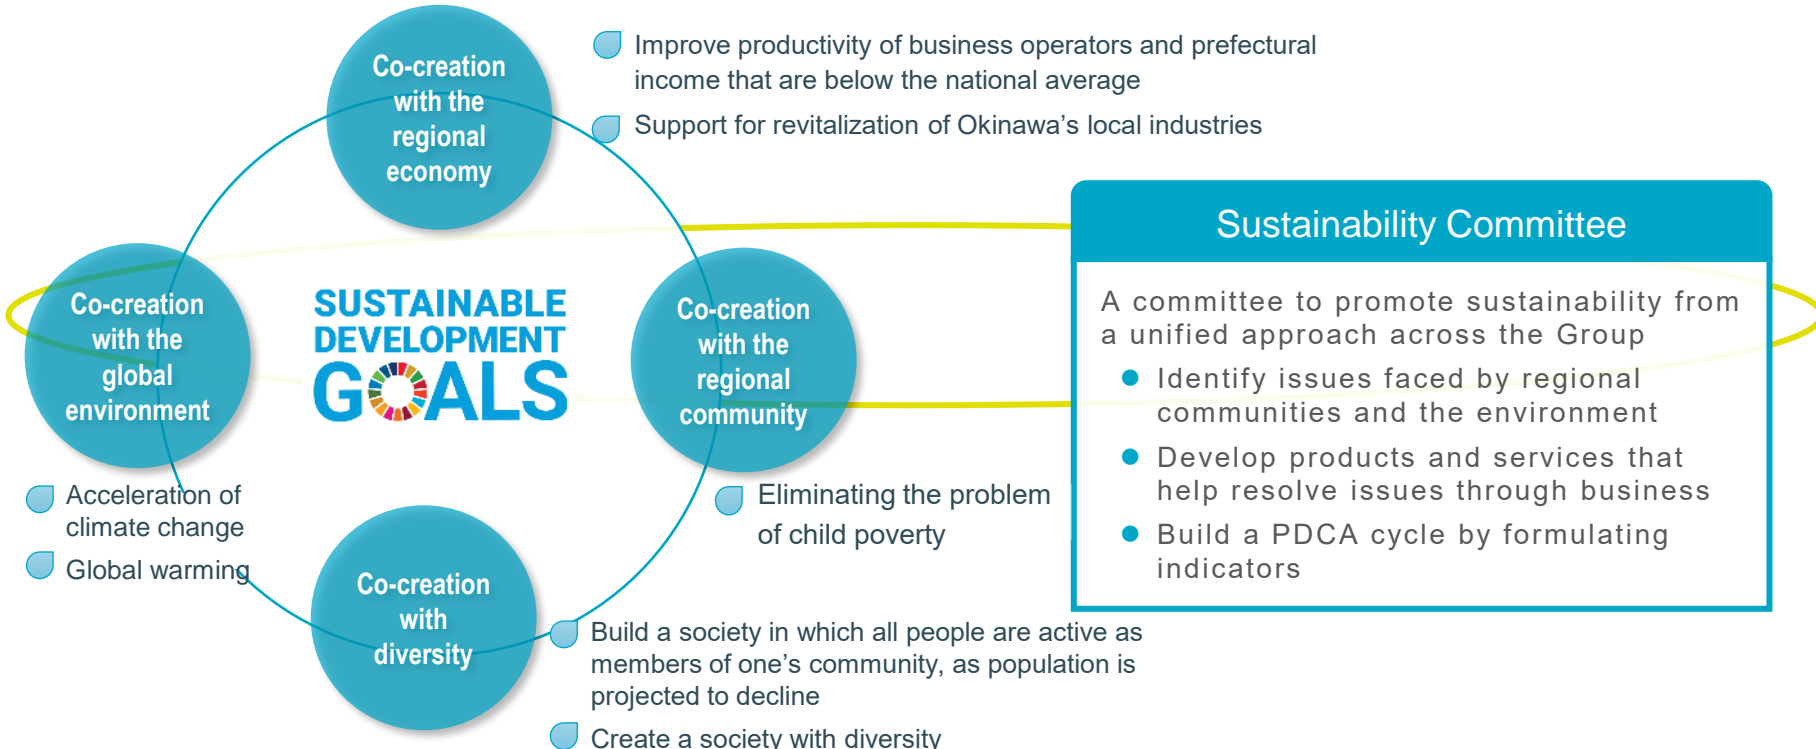 Co-creation
with the
regional
economy
Improve productivity of business operators and prefectural
income that are below the national average
Support for revitalization of Okinawa's local industries
Co-creation
with the
global
environment
SUSTAINABLE
DEVELOPMENT
GOALS
Co-creation
with the
regional
community
Acceleration of
climate change
Global warming
Eliminating the problem
of child poverty
Co-creation
with
diversity
Build a society in which all people are active as
members of one's community, as population is
projected to decline
Create a society with diversity
Sustainability Committee
A committee to promote sustainability from
a unified approach across the Group
Identify issues faced by regional
communities and the environment
Develop products and services that
help resolve issues through business
Build a PDCA cycle by formulating
indicators